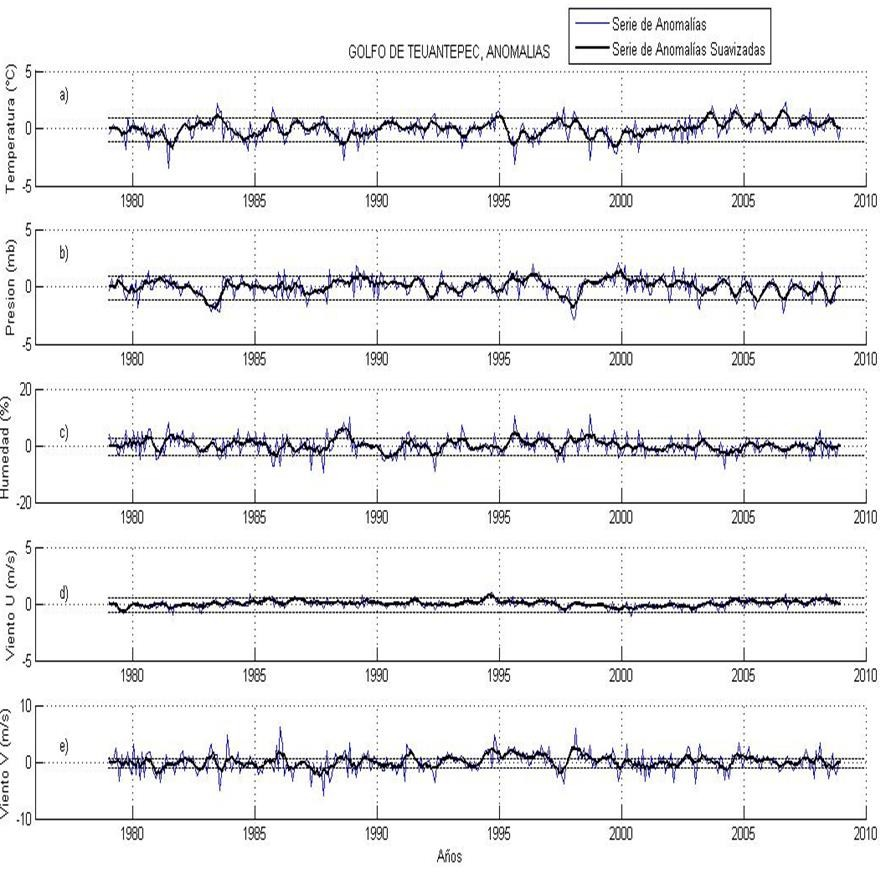 Serie de Anomalías
GOLFO DE TEUANTEPEC, ANOMALIAS
Serie de Anomalías Suavizadas
Temperatura (°C)
5
0
-5
a)
1980 1985 1990 1995 2000 2005 2010
Presion (mb)
5
0
-5
b)
1980 1985 1990 1995 2000 2005 2010
Humedad (%)
20
0
-20
c)
1980 1985 1990 1995 2000 2005 2010
Viento U (m/s)
5
0
-5
d)
1980 1985 1990 1995 2000 2005 2010
Viento V (m/s)
10
0
-10
e)
1980 1985 1990 1995 2000 2005 2010
Años